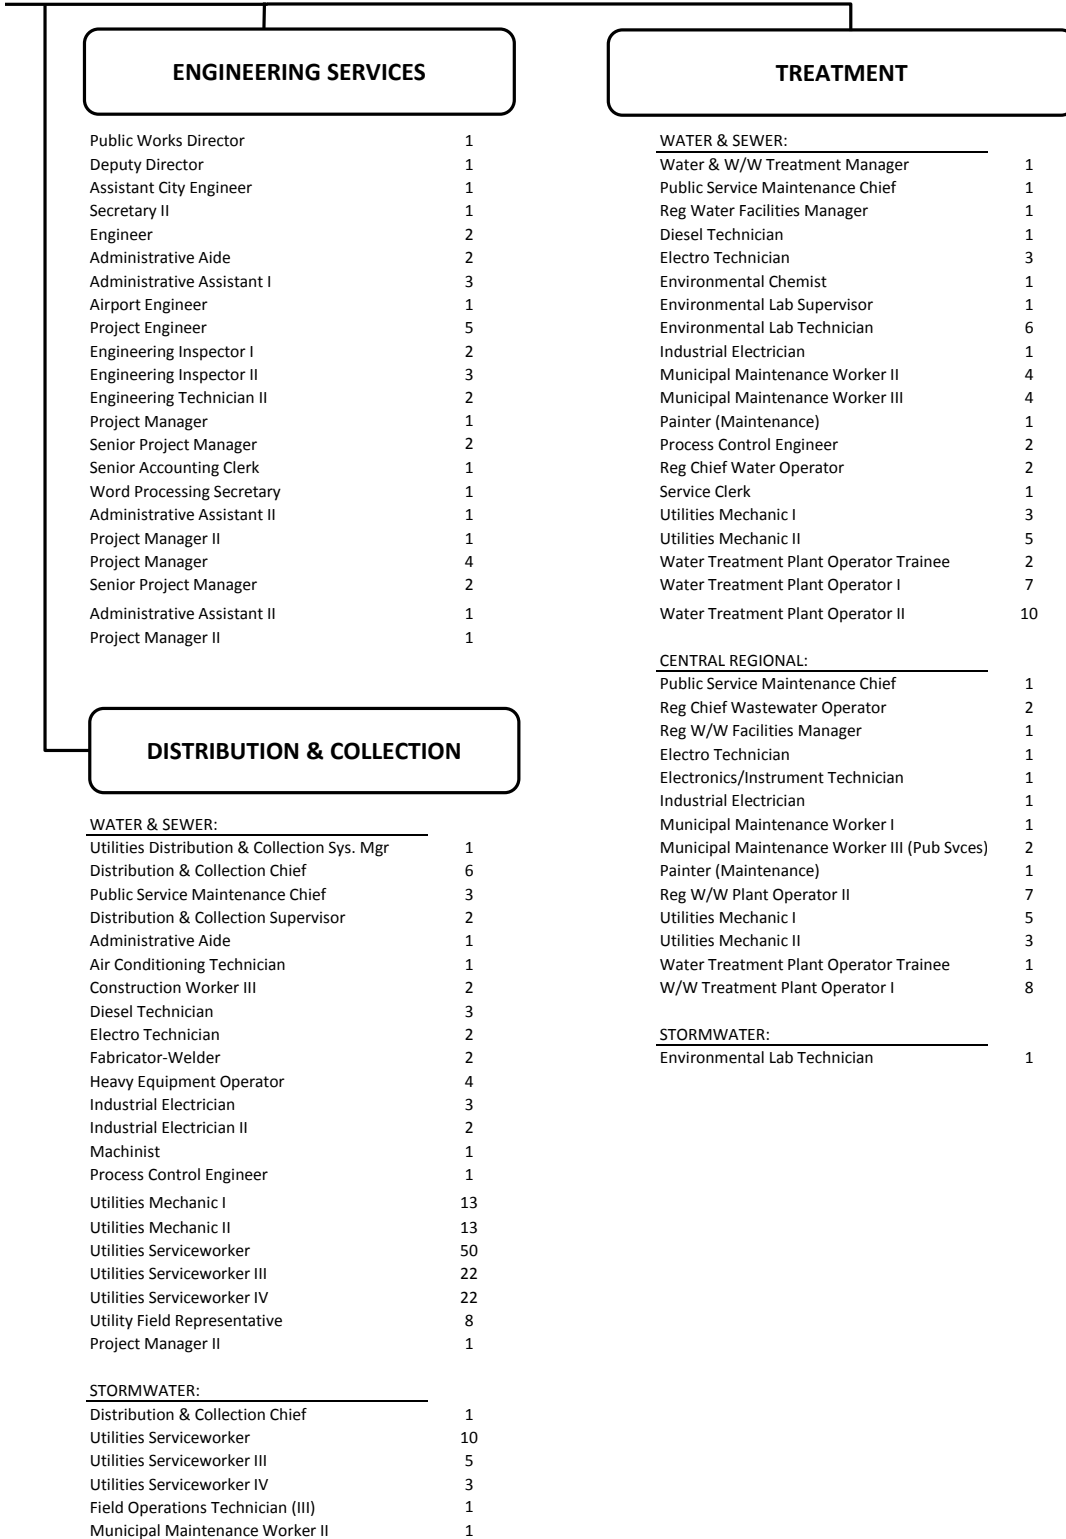 ENGINEERING SERVICES
Public Works Director 1
Deputy Director 1
Assistant City Engineer 1
Secretary II 1
Engineer 2
Administrative Aide 2
Administrative Assistant I 3
Airport Engineer 1
Project Engineer 5
Engineering Inspector I 2
Engineering Inspector II 3
Engineering Technician II 2
Project Manager 1
Senior Project Manager 2
Senior Accounting Clerk 1
Word Processing Secretary 1
Administrative Assistant II 1
Project Manager II 1
Project Manager 4
Senior Project Manager 2
Administrative Assistant II 1
Project Manager II 1
DISTRIBUTION & COLLECTION
WATER & SEWER:
Utilities Distribution & Collection Sys. Mgr 1
Distribution & Collection Chief 6
Public Service Maintenance Chief 3
Distribution & Collection Supervisor 2
Administrative Aide 1
Air Conditioning Technician 1
Construction Worker III 2
Diesel Technician 3
Electro Technician 2
Fabricator-Welder 2
Heavy Equipment Operator 4
Industrial Electrician 3
Industrial Electrician II 2
Machinist 1
Process Control Engineer 1
Utilities Mechanic I 13
Utilities Mechanic II 13
Utilities Serviceworker 50
Utilities Serviceworker III 22
Utilities Serviceworker IV 22
Utility Field Representative 8
Project Manager II 1
STORMWATER:
Distribution & Collection Chief 1
Utilities Serviceworker 10
Utilities Serviceworker III 5
Utilities Serviceworker IV 3
Field Operations Technician (III) 1
Municipal Maintenance Worker II 1
TREATMENT
WATER & SEWER:
Water & W/W Treatment Manager 1
Public Service Maintenance Chief 1
Reg Water Facilities Manager 1
Diesel Technician 1
Electro Technician 3
Environmental Chemist 1
Environmental Lab Supervisor 1
Environmental Lab Technician 6
Industrial Electrician 1
Municipal Maintenance Worker II 4
Municipal Maintenance Worker III 4
Painter (Maintenance) 1
Process Control Engineer 2
Reg Chief Water Operator 2
Service Clerk 1
Utilities Mechanic I 3
Utilities Mechanic II 5
Water Treatment Plant Operator Trainee 2
Water Treatment Plant Operator I 7
Water Treatment Plant Operator II 10
CENTRAL REGIONAL:
Public Service Maintenance Chief 1
Reg Chief Wastewater Operator 2
Reg W/W Facilities Manager 1
Electro Technician 1
Electronics/Instrument Technician 1
Industrial Electrician 1
Municipal Maintenance Worker I 1
Municipal Maintenance Worker III (Pub Svces) 2
Painter (Maintenance) 1
Reg W/W Plant Operator II 7
Utilities Mechanic I 5
Utilities Mechanic II 3
Water Treatment Plant Operator Trainee 1
W/W Treatment Plant Operator I 8
STORMWATER:
Environmental Lab Technician 1